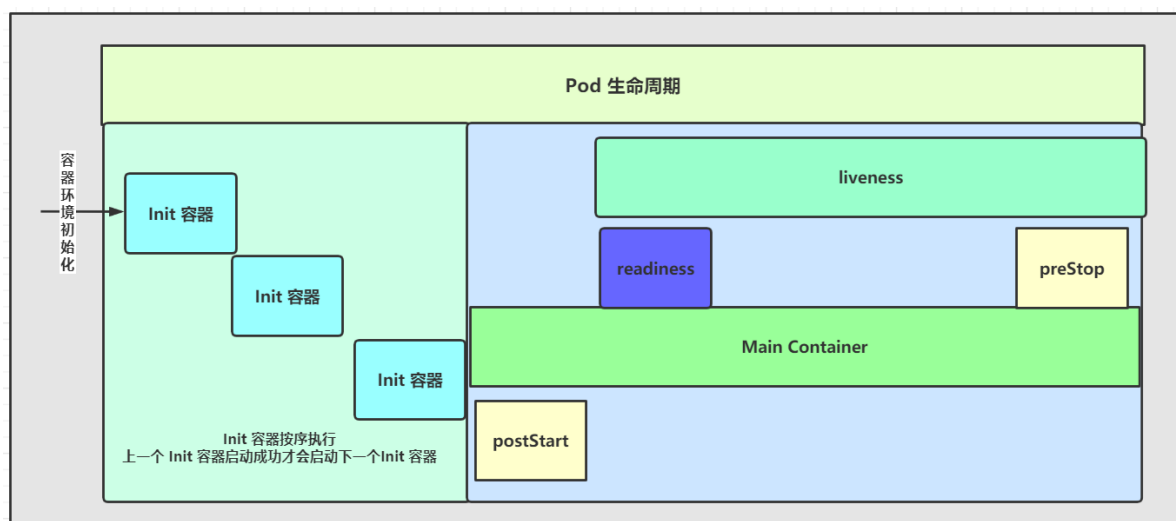 Pod 生命周期
容器环境初始化
Init 容器
Init 容器
Init 容器
Init 容器按序执行
上一个 Init 容器启动成功才会启动下一个Init 容器
liveness
readiness
preStop
Main Container
postStart